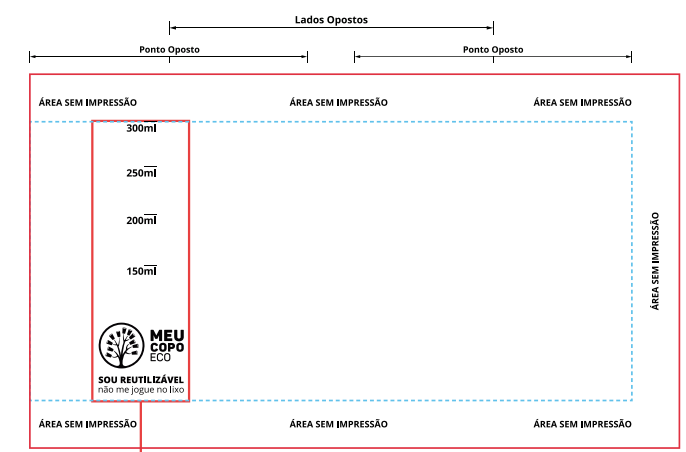 Lados Opostos
Ponto Oposto
Ponto Oposto
ÁREA SEM IMPRESSÃO
ÁREA SEM IMPRESSÃO
ÁREA SEM IMPRESSÃO
300ml
250ml
200ml
150ml
ÁREA SEM IMPRESSÃO
MEU
COPO
ECO
SOU REUTILIZÁVEL
não me jogue no lixo
ÁREA SEM IMPRESSÃO
ÁREA SEM IMPRESSÃO
ÁREA SEM IMPRESSÃO